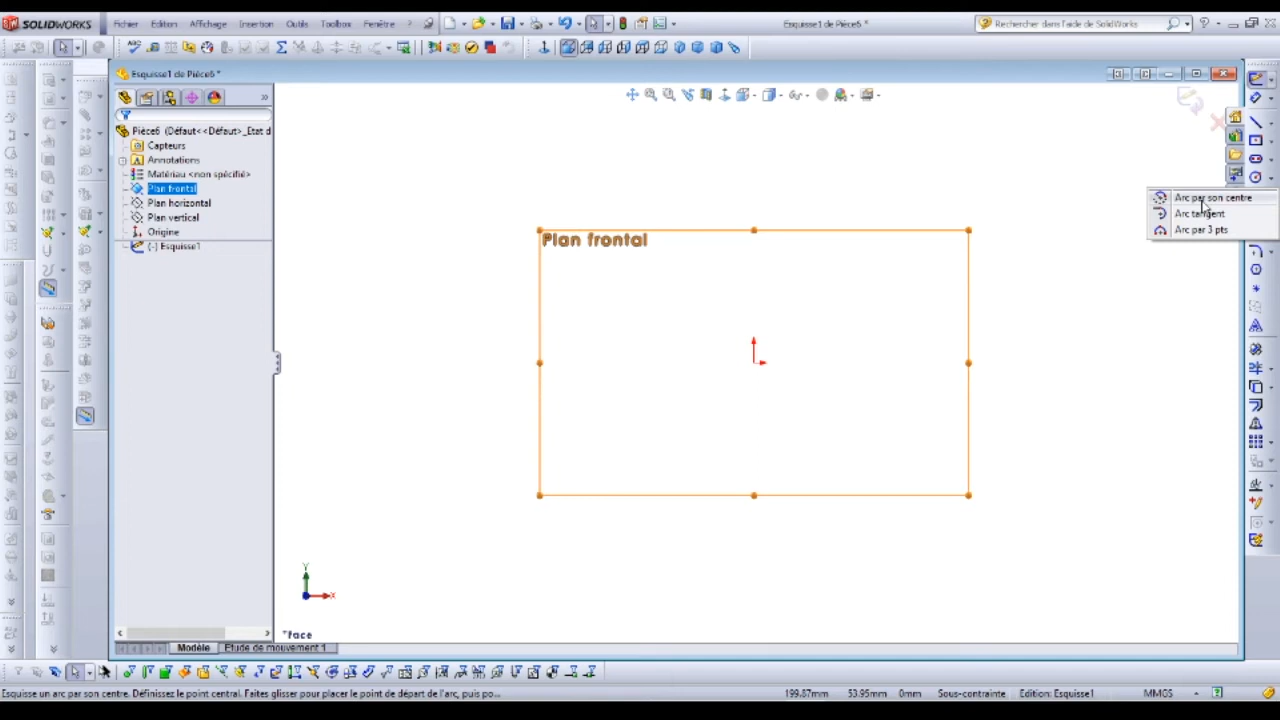 SOLIDWORKS Fichier Edition Affichage Insertion Outils Toolbox Fenêtre Esquisse1 de Pièce6 * Rechercher dans l'aide de SolidWorks
Esquisse1 de Pièce6 *
Pièce6 (Défaut<<Défaut>_Etat d
Capteurs
Annotations
Matériau <non spécifié>
Plan frontal
Plan horizontal
Plan vertical
Origine
(-) Esquisse1
Arc par son centre
Arc tangent
Arc par 3 pts
Plan frontal
Y
X
*face
Modèle Etude de mouvement 1
Esquisse un arc par son centre. Définissez le point central. Faites glisser pour placer le point de départ de l'arc, puis po... 199.87mm 53.95mm 0mm Sous-contrainte Edition: Esquisse1 MMGS